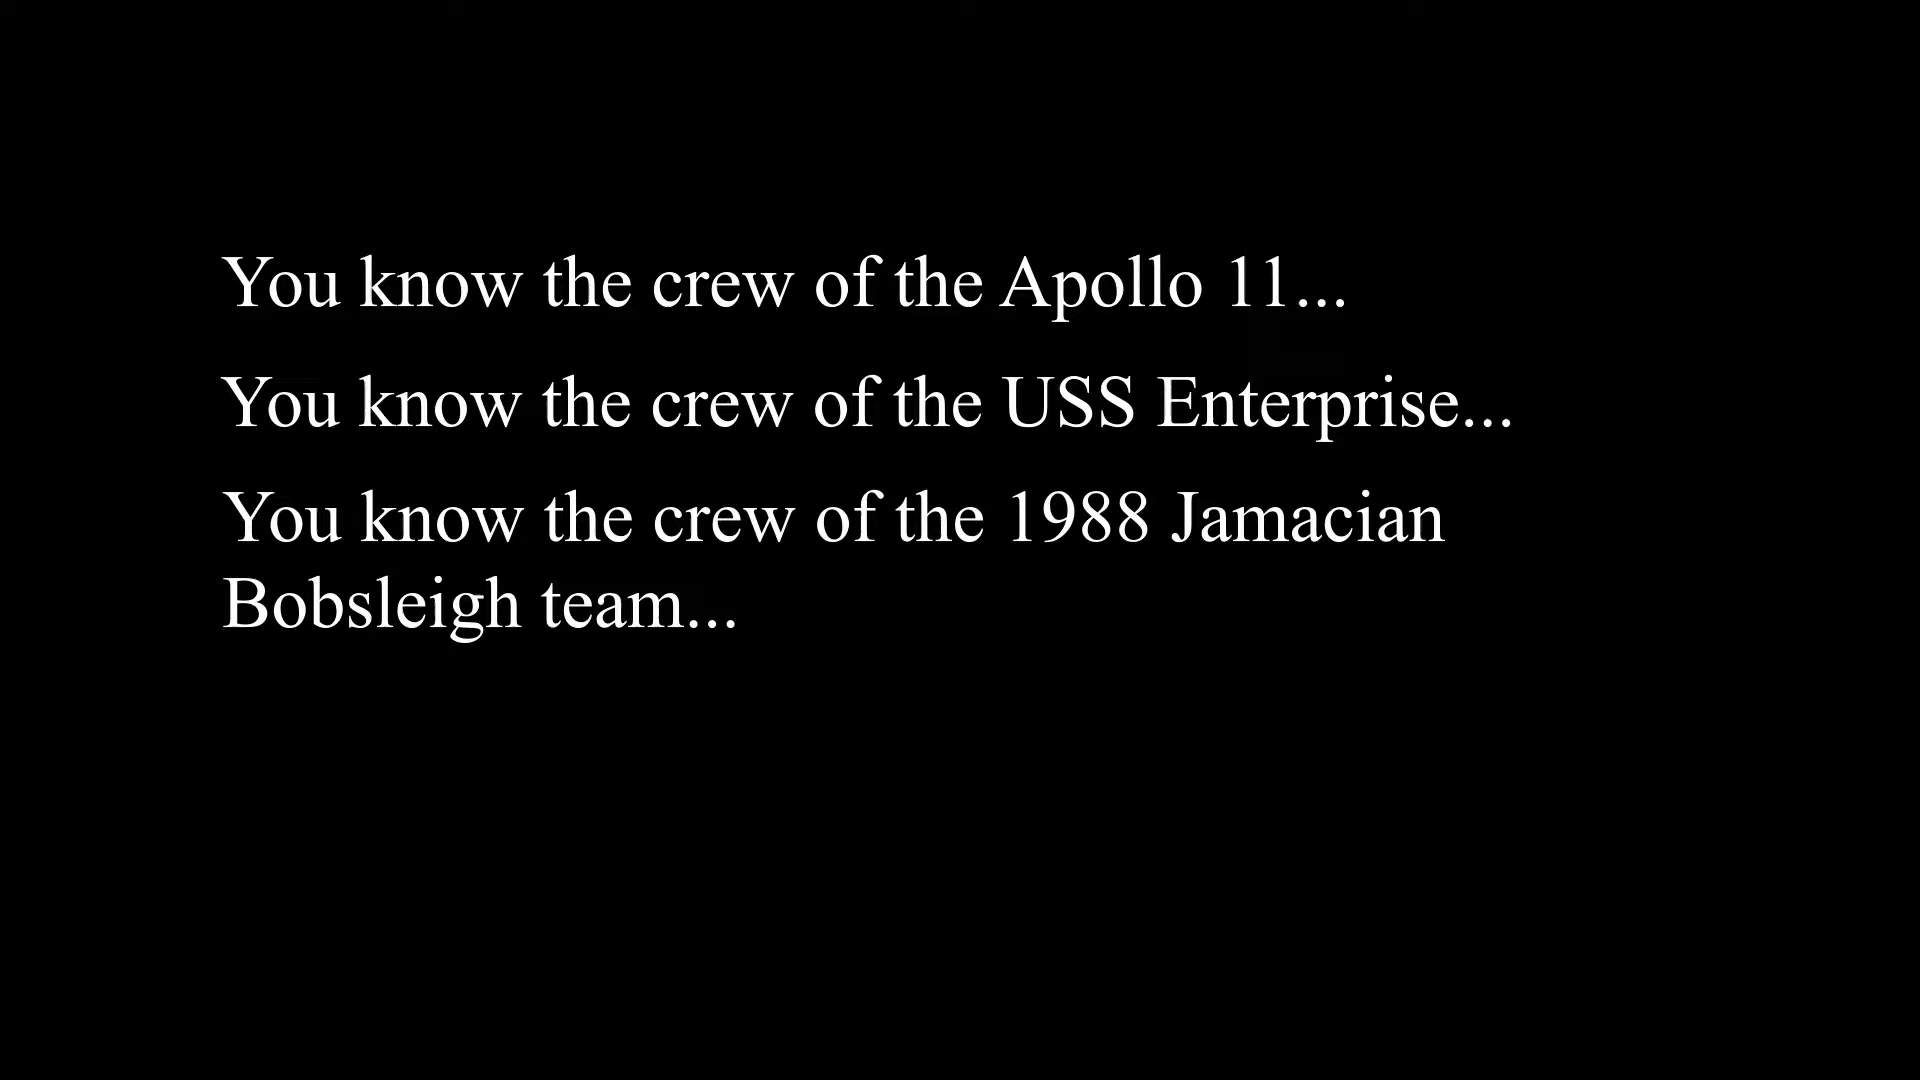 You know the crew of the Apollo 11...
You know the crew of the USS Enterprise...
You know the crew of the 1988 Jamacian
Bobsleigh team...